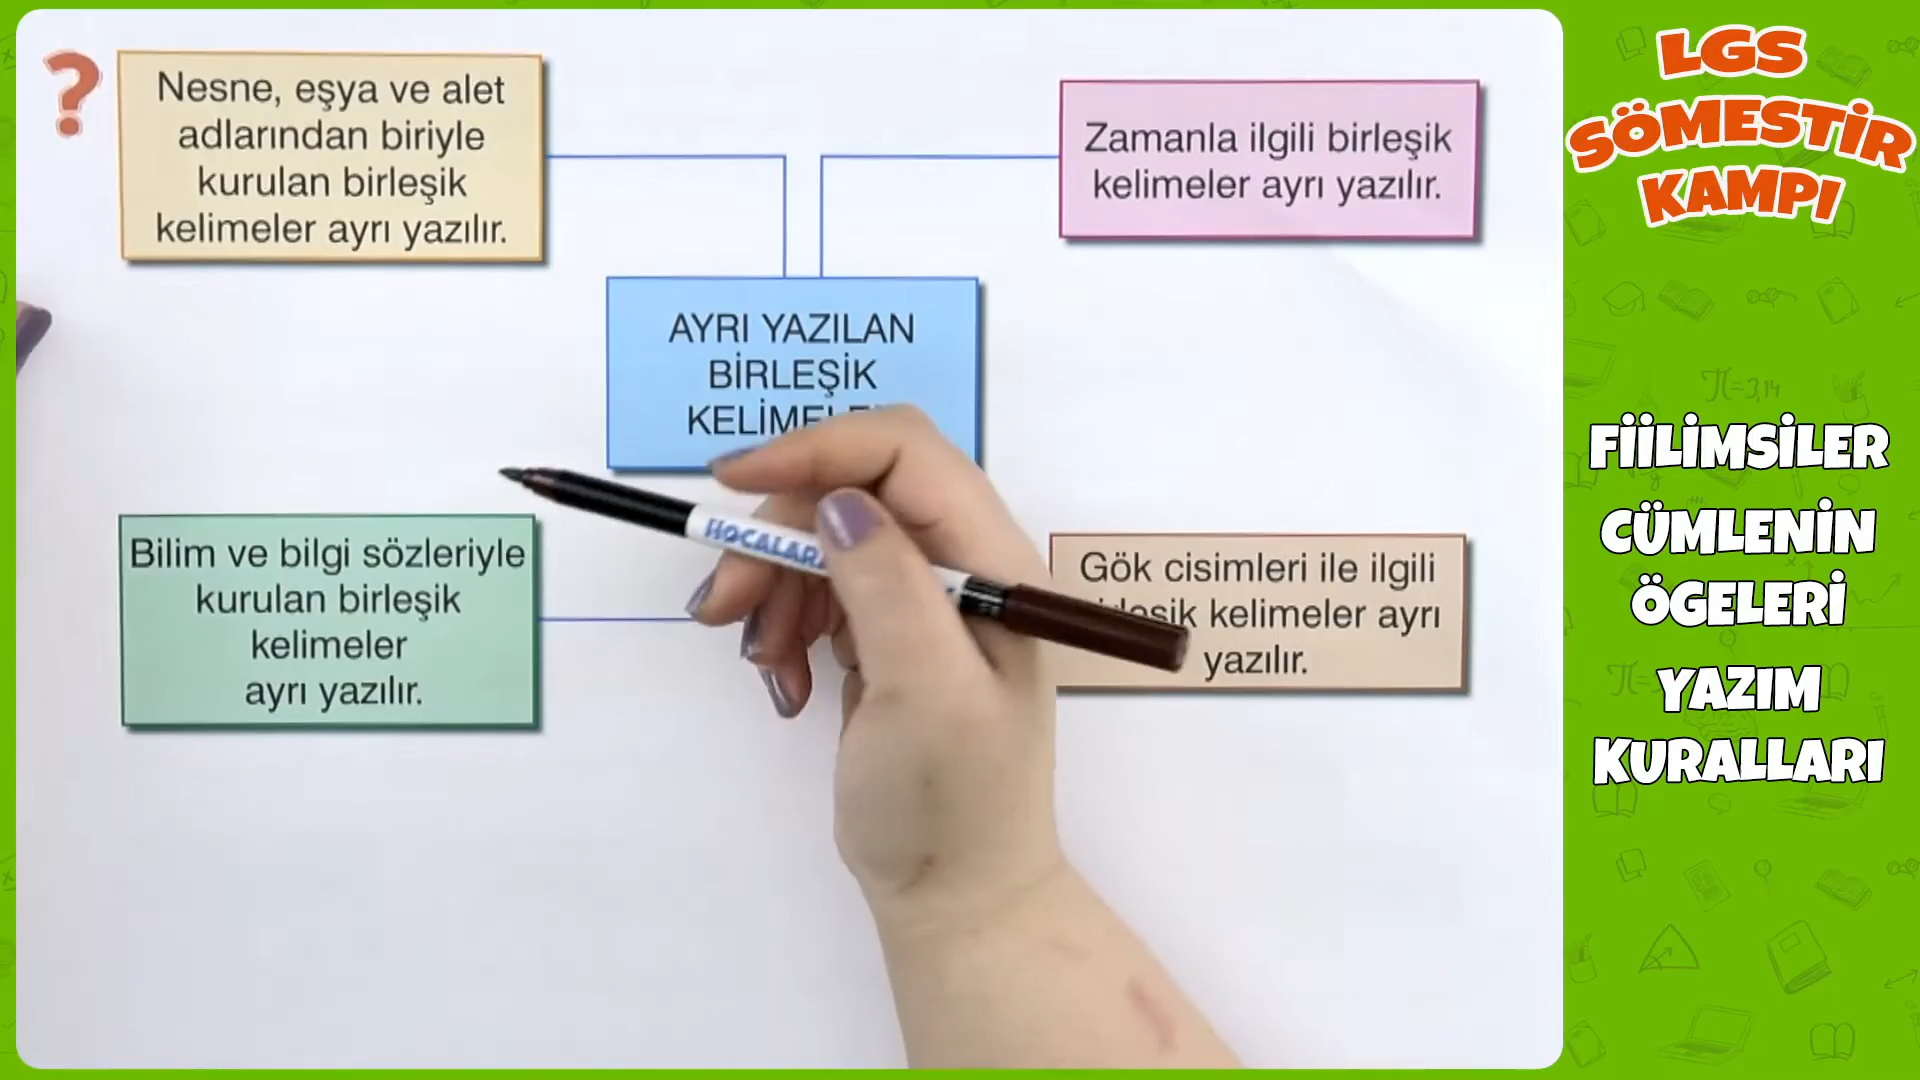 Nesne, eşya ve alet
adlarından biriyle
kurulan birleşik
kelimeler ayrı yazılır.
Zamanla ilgili birleşik
kelimeler ayrı yazılır.
AYRI YAZILAN
BİRLEŞİK
Bilim ve bilgi sözleriyle
kurulan birleşik
kelimeler
ayrı yazılır.
Gök cisimleri ile ilgili
kelimeler ayrı
yazılır.
LGS
SÖMESTİR
KAMPI
FİİLİMSİLER
CÜMLENİN
ÖGELERİ
YAZIM
KURALLARI
π=3,14